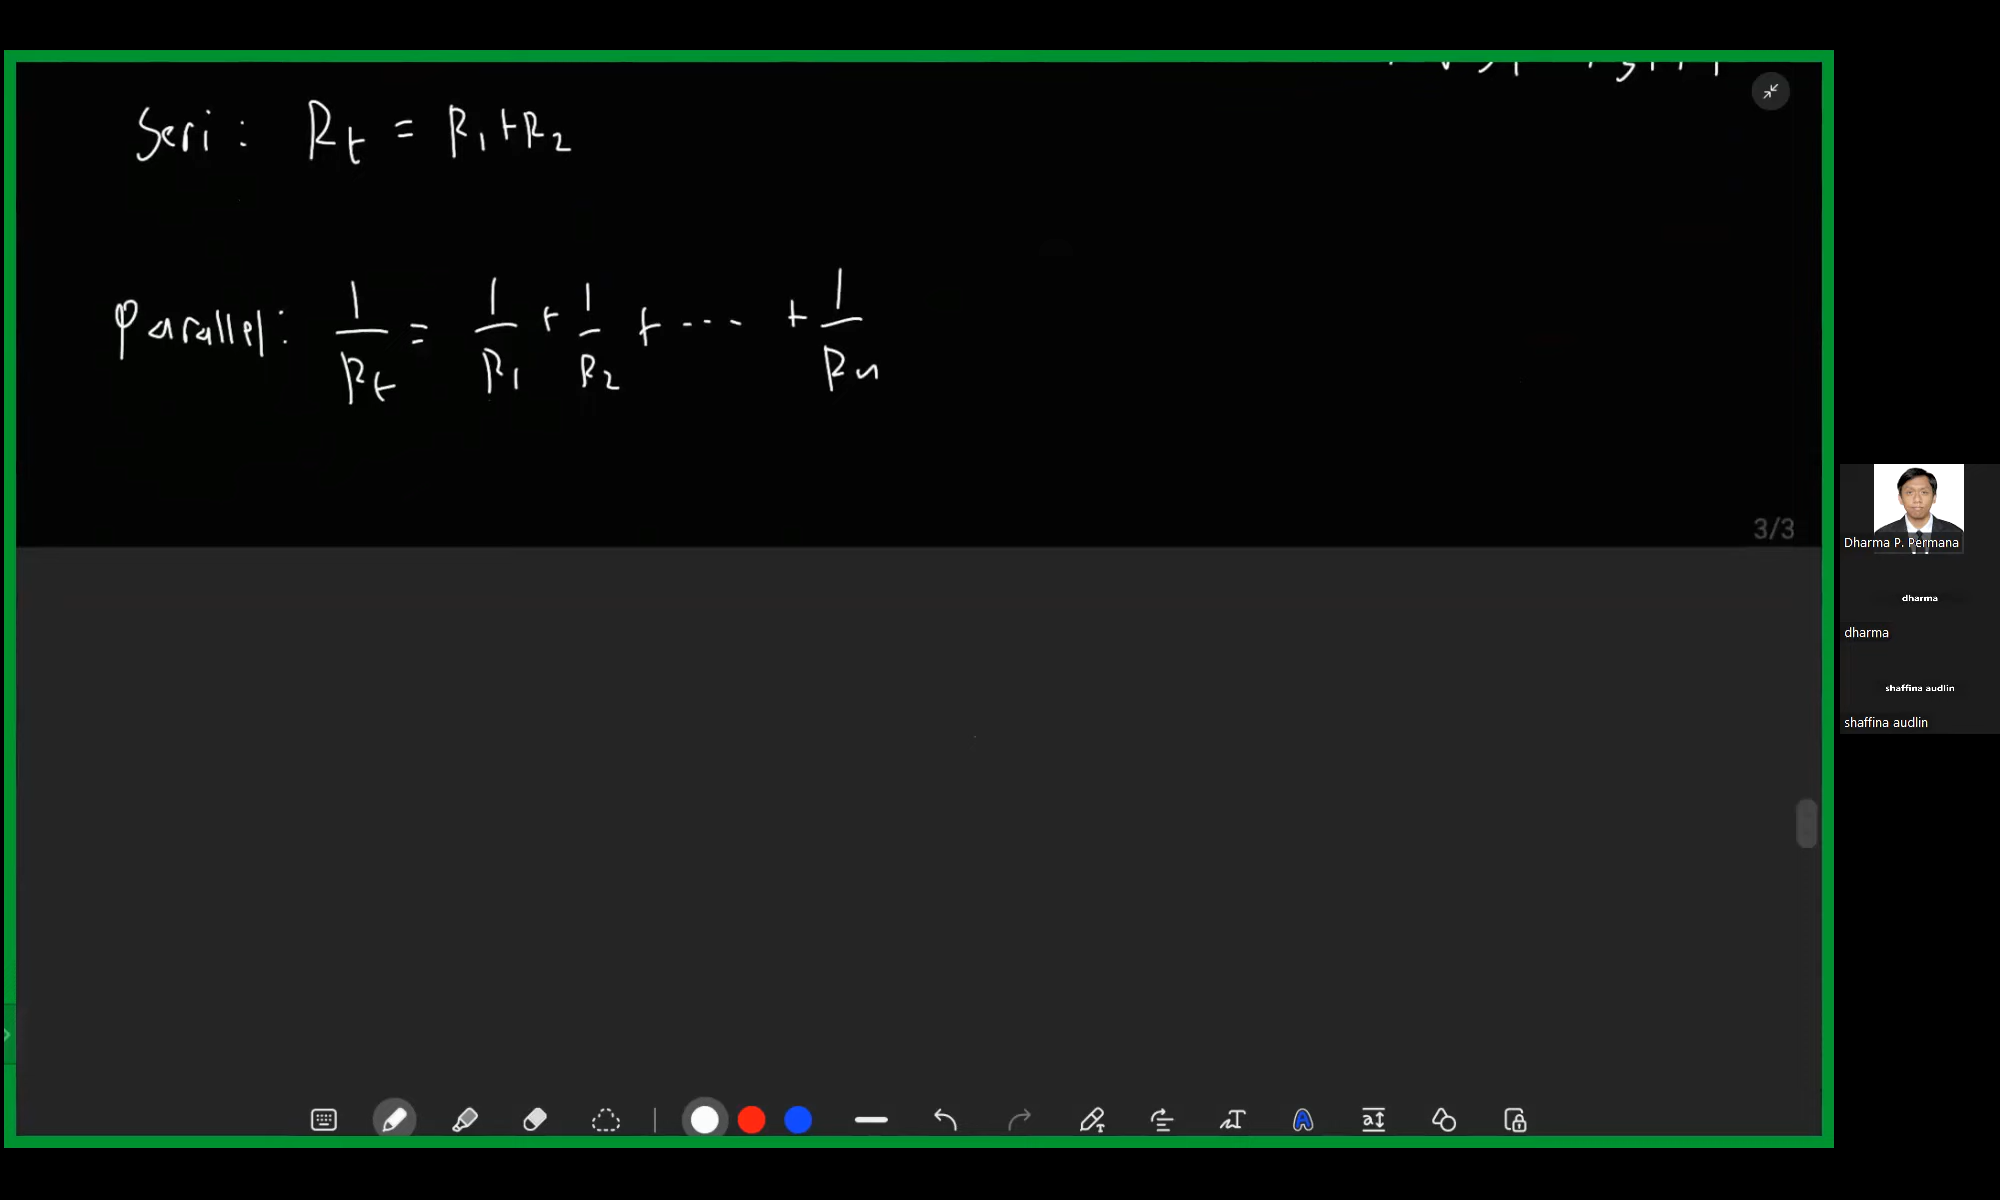 Seri : Rt = R1 + R2
Parallel : 1/Rt = 1/R1 + 1/R2 + --- + 1/Rn
3/3
Dharma P. Permana
dharma
dharma
shaffina audlin
shaffina audlin